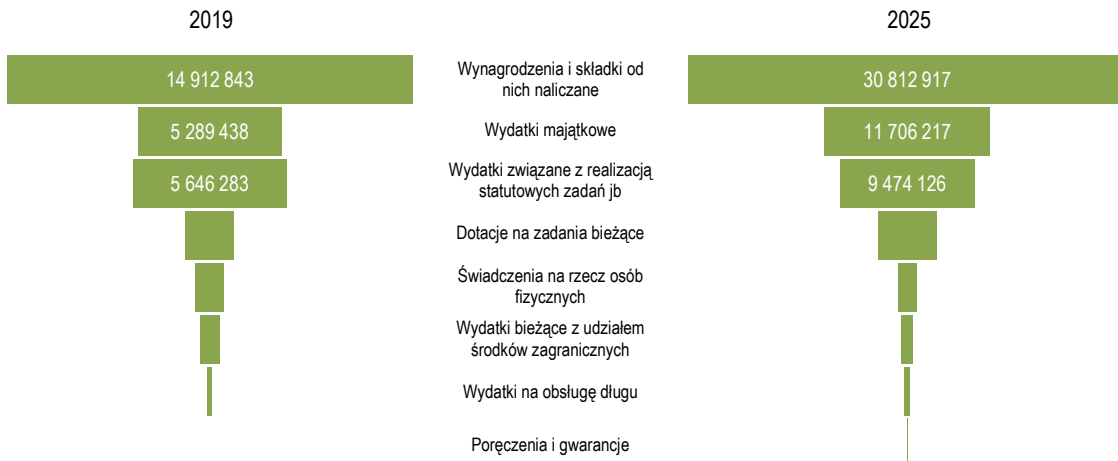 2019
2025
14 912 843
Wynagrodzenia i składki od
nich naliczane
30 812 917
5 289 438
Wydatki majątkowe
11 706 217
5 646 283
Wydatki związane z realizacją
statutowych zadań jb
9 474 126
Dotacje na zadania bieżące
Świadczenia na rzecz osób
fizycznych
Wydatki bieżące z udziałem
środków zagranicznych
Wydatki na obsługę długu
Poręczenia i gwarancje